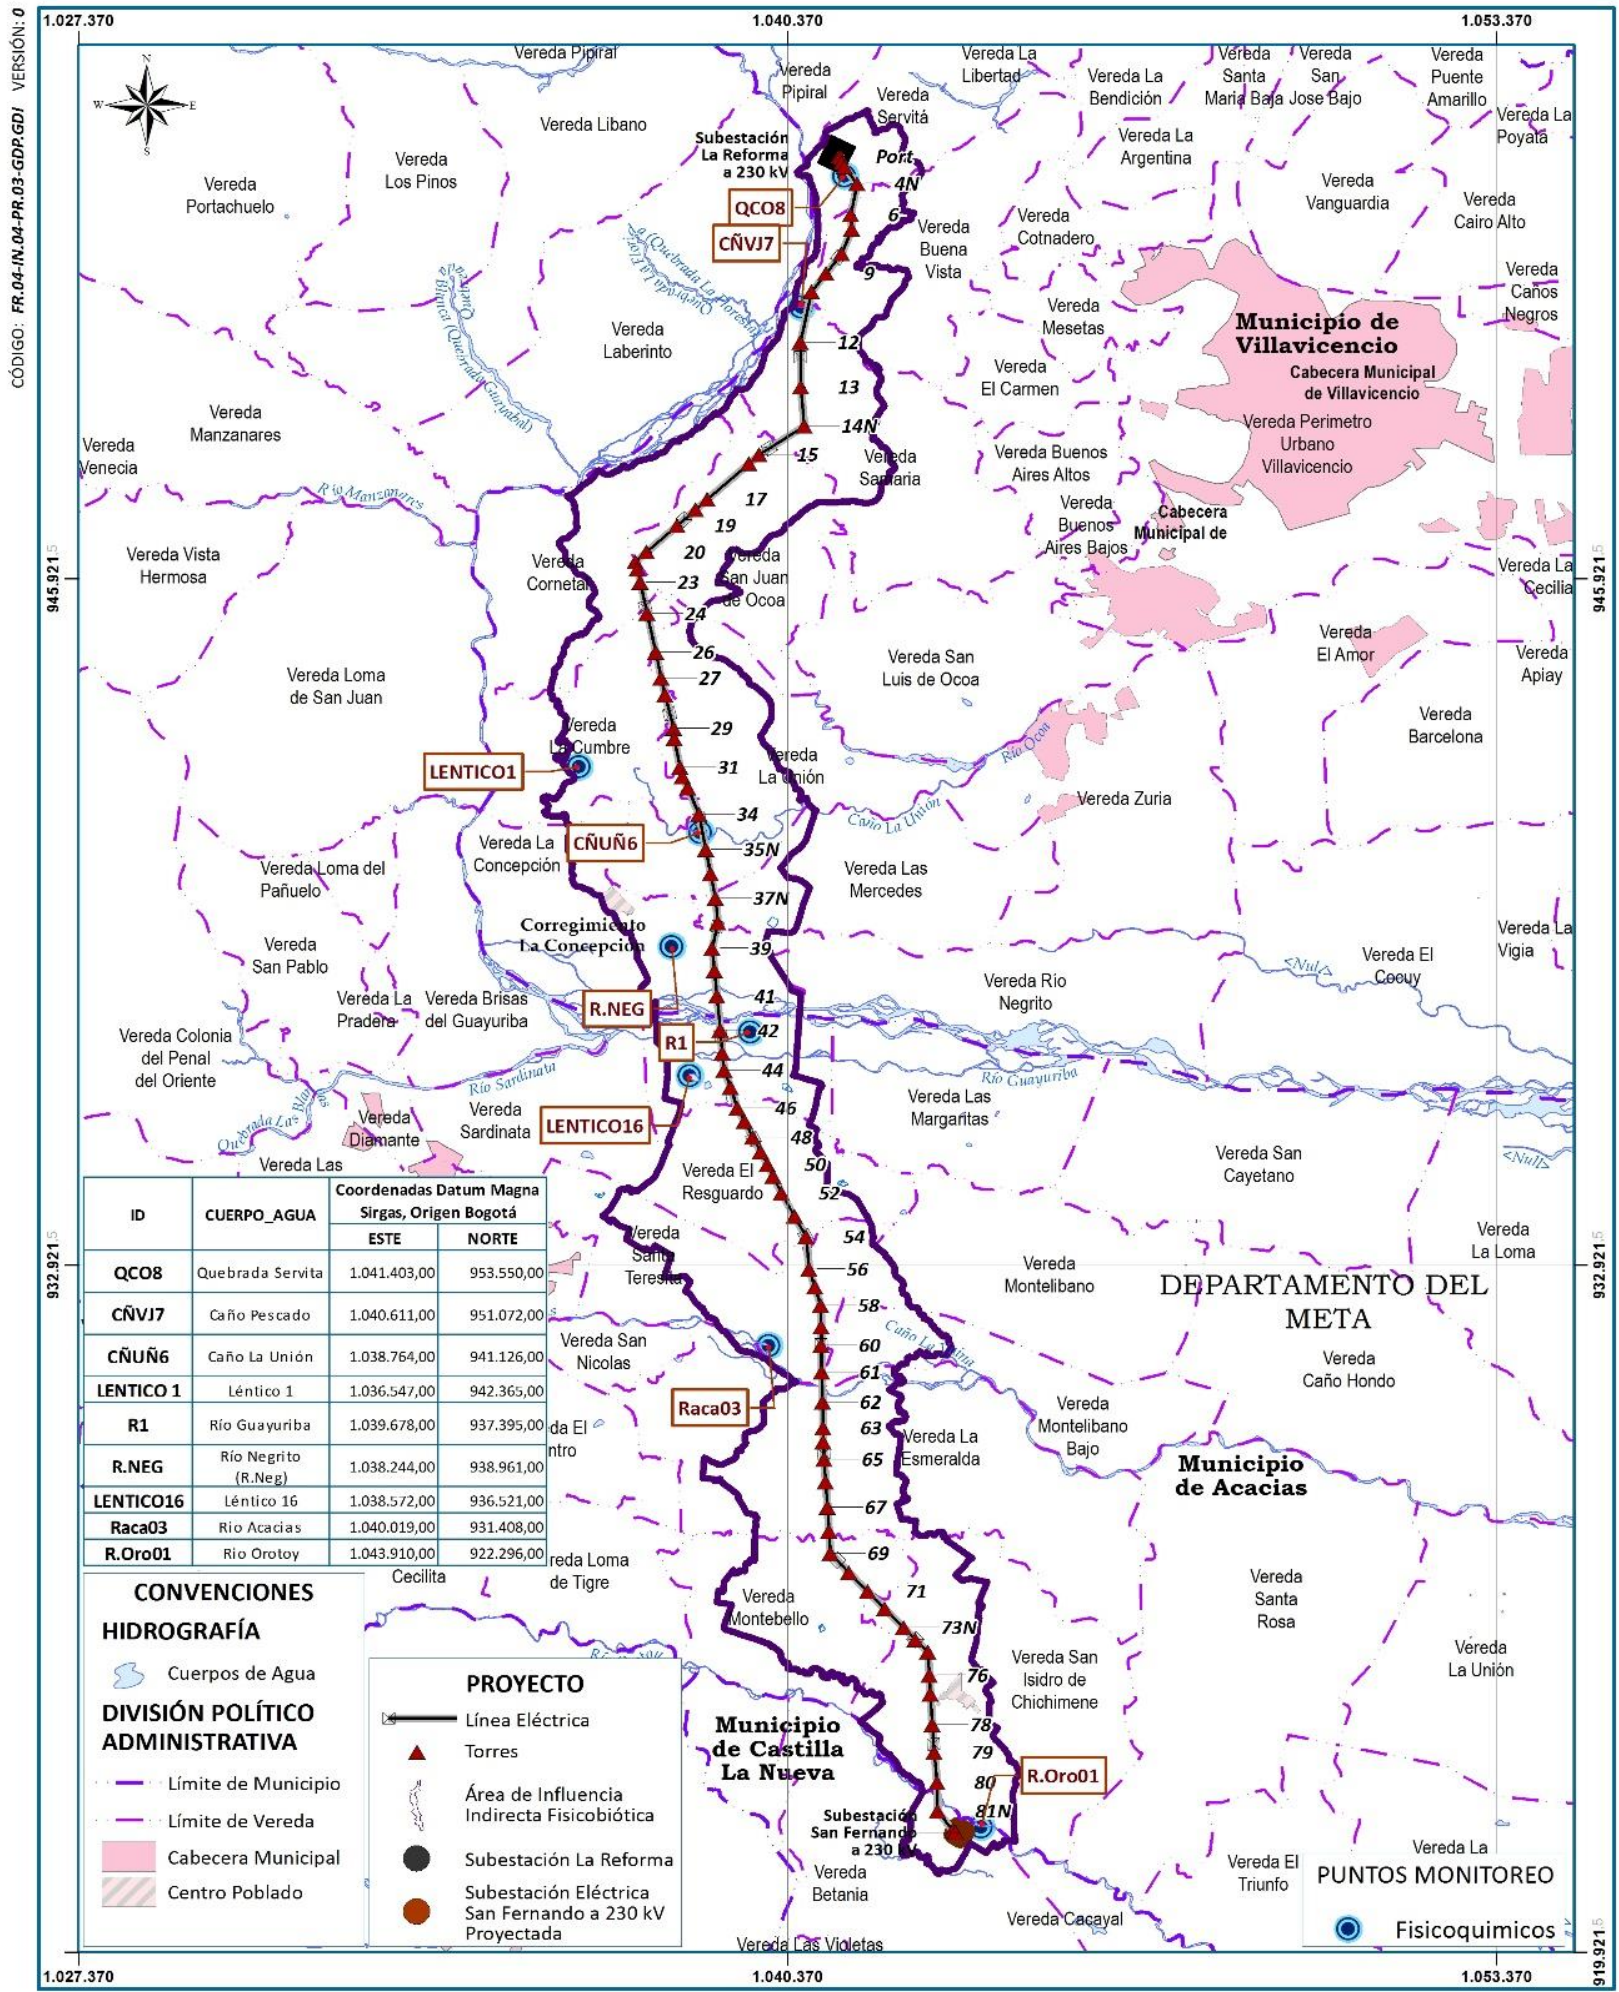 CÓDIGO: FR.04-IN.04-PR.03-GDP.GDI VERSIÓN: 0
1.027.370
1.040.370
1.053.370
N
W
E
S
Vereda Pipiral
Vereda
Pipiral
Vereda La
Libertad
Vereda La
Bendición
Vereda
Santa
Maria Baja
Vereda
San
Jose Bajo
Vereda
Puente
Amarillo
Vereda La
Poyata
Vereda Libano
Vereda
Servitá
Vereda La
Argentina
Subestación
La Reforma
a 230 kV
Port
4N
6
9
12
13
14N
15
17
19
20
23
24
26
27
29
31
34
35N
37N
39
41
42
44
46
48
50
52
54
56
58
60
61
62
63
65
67
69
71
73N
76
78
79
80
81N
Vereda
Los Pinos
Vereda
Portachuelo
QCO8
CÑVJ7
Vereda
Vanguardia
Vereda
Cairo Alto
Vereda
Cotnadero
Vereda
Buena
Vista
Vereda
Caños
Negros
Vereda
Laberinto
Vereda
Mesetas
Municipio de
Villavicencio
Cabecera Municipal
de Villavicencio
Vereda
El Carmen
Vereda
Manzanares
Vereda
Venecia
Vereda Perimetro
Urbano
Villavicencio
Vereda Buenos
Aires Altos
Vereda
Samaria
Río Manzanares
Vereda
Buenos
Aires Bajos
Cabecera
Municipal de
Vereda Vista
Hermosa
Vereda
Cornetal
Vereda
San Juan
de Ocoa
Vereda La
Cecilia
945.921,5
945.921,5
Vereda
El Amor
Vereda
Apiay
Vereda San
Luis de Ocoa
Vereda Loma
de San Juan
Vereda
Barcelona
Vereda
La Cumbre
Río Ocoa
Vereda
La Unión
LENTICO1
Vereda Zuria
Caño La Unión
CÑUÑ6
Vereda La
Concepción
Vereda Loma del
Pañuelo
Vereda Las
Mercedes
Corregimiento
La Concepción
Vereda
San Pablo
Vereda La
Vigia
Vereda El
Cocuy
<Nul>
Vereda Rio
Negrito
Vereda La
Pradera
Vereda Brisas
del Guayuriba
R.NEG
R1
Vereda Colonia
del Penal
del Oriente
Río Sardinata
Río Guayuriba
Vereda
Diamante
Vereda
Sardinata
LENTICO16
Vereda Las
Margaritas
Vereda Las
Vereda El
Resguardo
Vereda San
Cayetano
<Null>
ID
CUERPO_AGUA
Coordenadas Datum Magna
Sirgas, Origen Bogotá
ESTE
NORTE
QCO8 Quebrada Servita 1.041.403,00 953.550,00
CÑVJ7 Caño Pescado 1.040.611,00 951.072,00
CÑUÑ6 Caño La Unión 1.038.764,00 941.126,00
LENTICO 1 Léntico 1 1.036.547,00 942.365,00
R1 Río Guayuriba 1.039.678,00 937.395,00
R.NEG Río Negrito
(R.Neg) 1.038.244,00 938.961,00
LENTICO16 Léntico 16 1.038.572,00 936.521,00
Raca03 Rio Acacias 1.040.019,00 931.408,00
R.Oro01 Rio Orotoy 1.043.910,00 922.296,00
Vereda
Santa
Teresita
932.921,5
932.921,5
Vereda
La Loma
Vereda
Montelibano
DEPARTAMENTO DEL
META
Vereda San
Nicolas
Vereda
Caño Hondo
Raca03
Vereda
Montelibano
Bajo
Vereda La
Esmeralda
Municipio
de Acacias
Vereda
Montebello
Vereda
Santa
Rosa
Vereda San
Isidro de
Chichimene
Vereda
La Unión
Cecilita
reda Loma
de Tigre
da El
ntro
Municipio
de Castilla
La Nueva
R.Oro01
Subestación
San Fernando
a 230 kV
Vereda
Betania
Vereda La
Vereda El
Triunfo
Vereda Cacayal
Vereda Las Violetas
CONVENCIONES
HIDROGRAFÍA
Cuerpos de Agua
DIVISIÓN POLÍTICO
ADMINISTRATIVA
Límite de Municipio
Límite de Vereda
Cabecera Municipal
Centro Poblado
PROYECTO
Línea Eléctrica
Torres
Área de Influencia
Indirecta Fisicobiótica
Subestación La Reforma
Subestación Eléctrica
San Fernando a 230 kV
Proyectada
PUNTOS MONITOREO
Fisicoquimicos
919.921,5
1.027.370
1.040.370
1.053.370